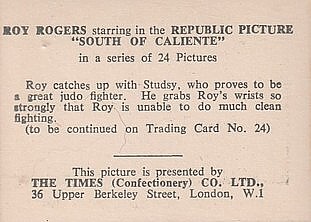 ROY ROGERS starring in the REPUBLIC PICTURE
"SOUTH OF CALIENTE"
in a series of 24 Pictures
Roy catches up with Studsy, who proves to be
a great judo fighter. He grabs Roy's wrists so
strongly that Roy is unable to do much clean
fighting.
(to be continued on Trading Card No. 24)
This picture is presented by
THE TIMES (Confectionery) CO. LTD.,
36 Upper Berkeley Street, London, W.1